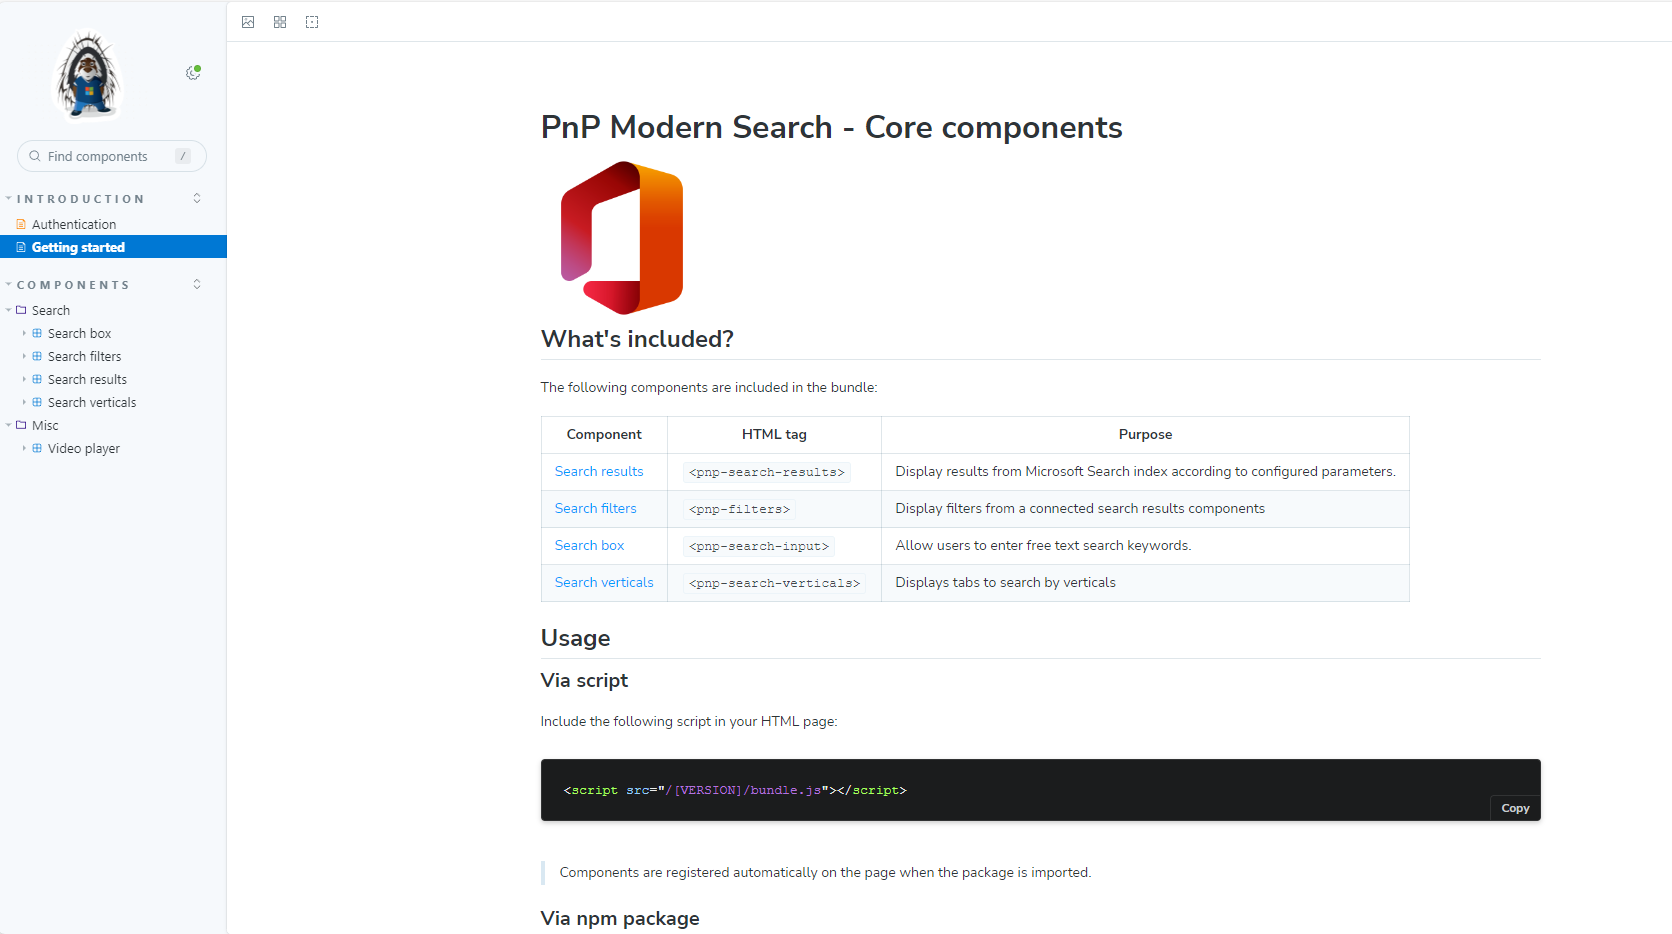 Find components /
INTRODUCTION
Authentication
Getting started
COMPONENTS
Search
Search box
Search filters
Search results
Search verticals
Misc
Video player
PnP Modern Search - Core components
What's included?
The following components are included in the bundle:
Component HTML tag Purpose
Search results <pnp-search-results> Display results from Microsoft Search index according to configured parameters.
Search filters <pnp-filters> Display filters from a connected search results components
Search box <pnp-search-input> Allow users to enter free text search keywords.
Search verticals <pnp-search-verticals> Displays tabs to search by verticals
Usage
Via script
Include the following script in your HTML page:
<script src="/[VERSION]/bundle.js"></script>
Copy
Components are registered automatically on the page when the package is imported.
Via npm package